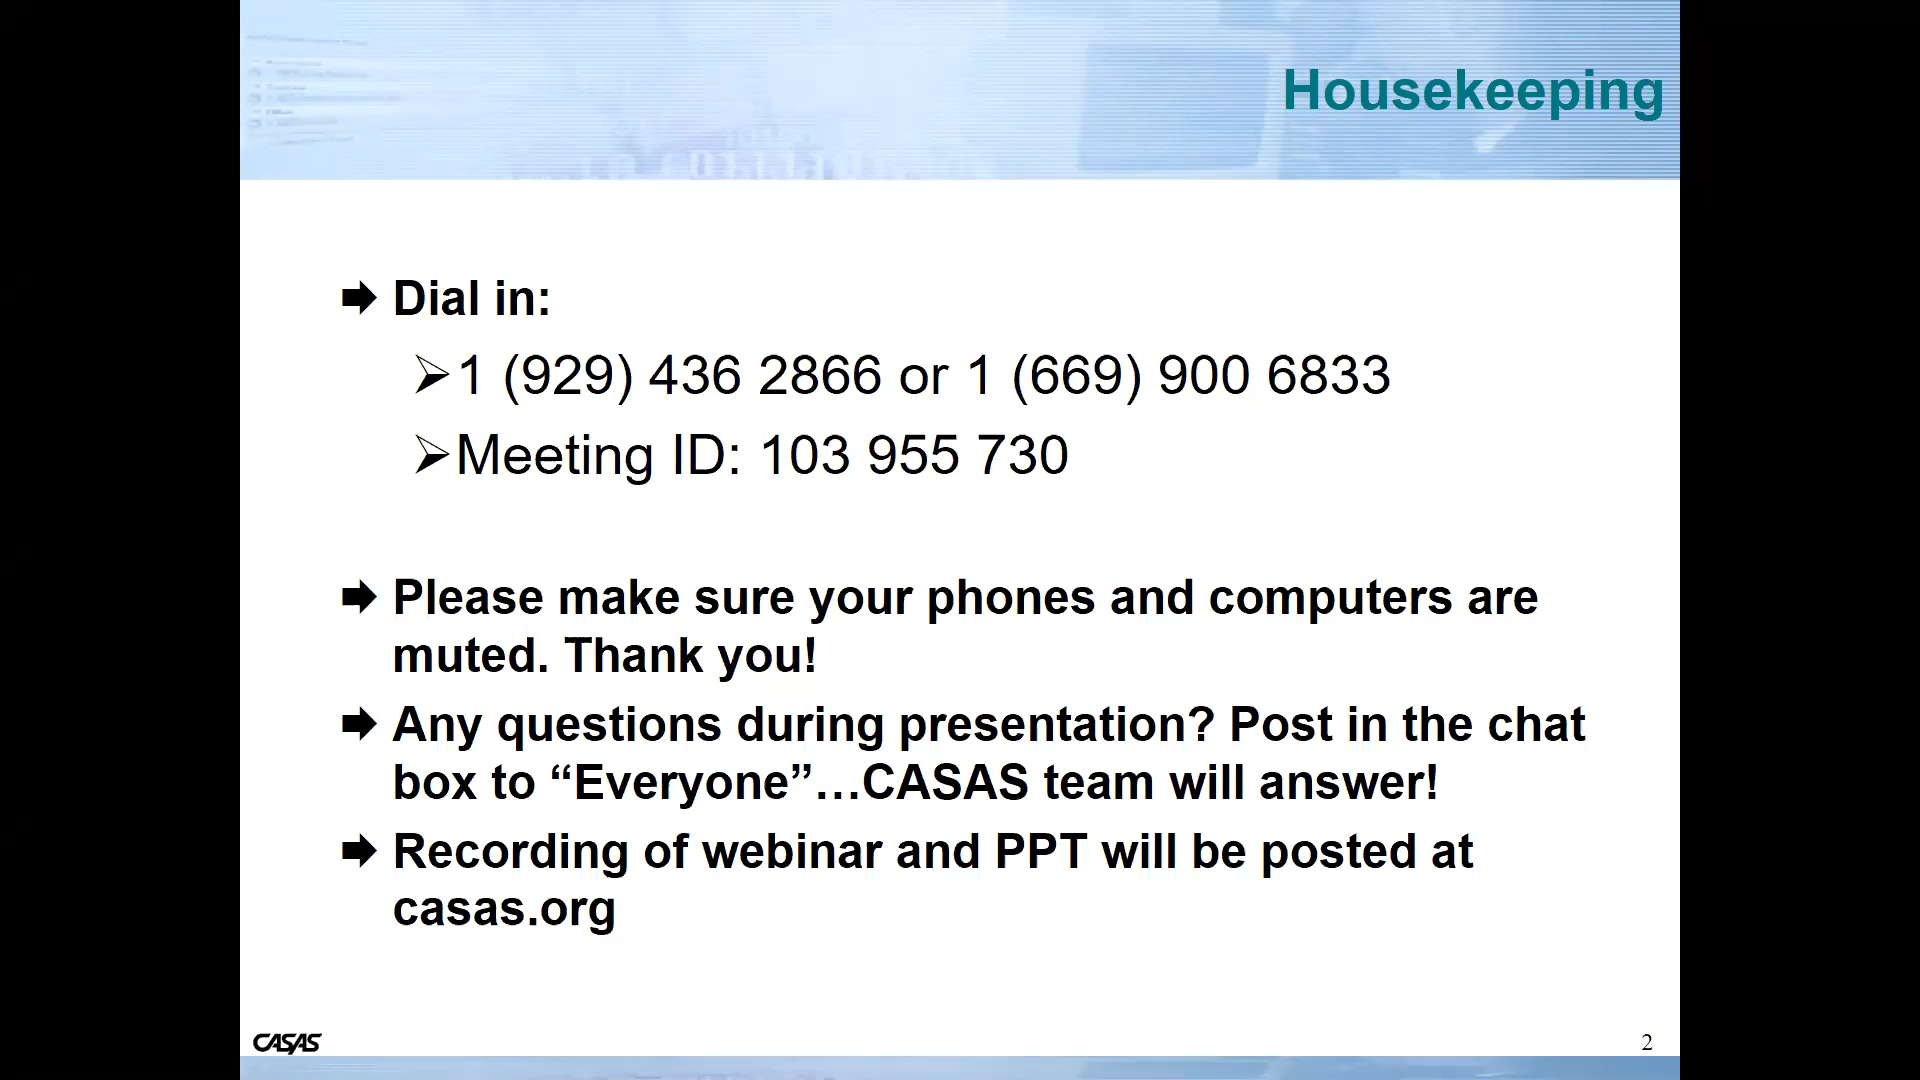 Housekeeping
Dial in:
1 (929) 436 2866 or 1 (669) 900 6833
Meeting ID: 103 955 730
Please make sure your phones and computers are
muted. Thank you!
Any questions during presentation? Post in the chat
box to “Everyone”…CASAS team will answer!
Recording of webinar and PPT will be posted at
casas.org
CASAS
2